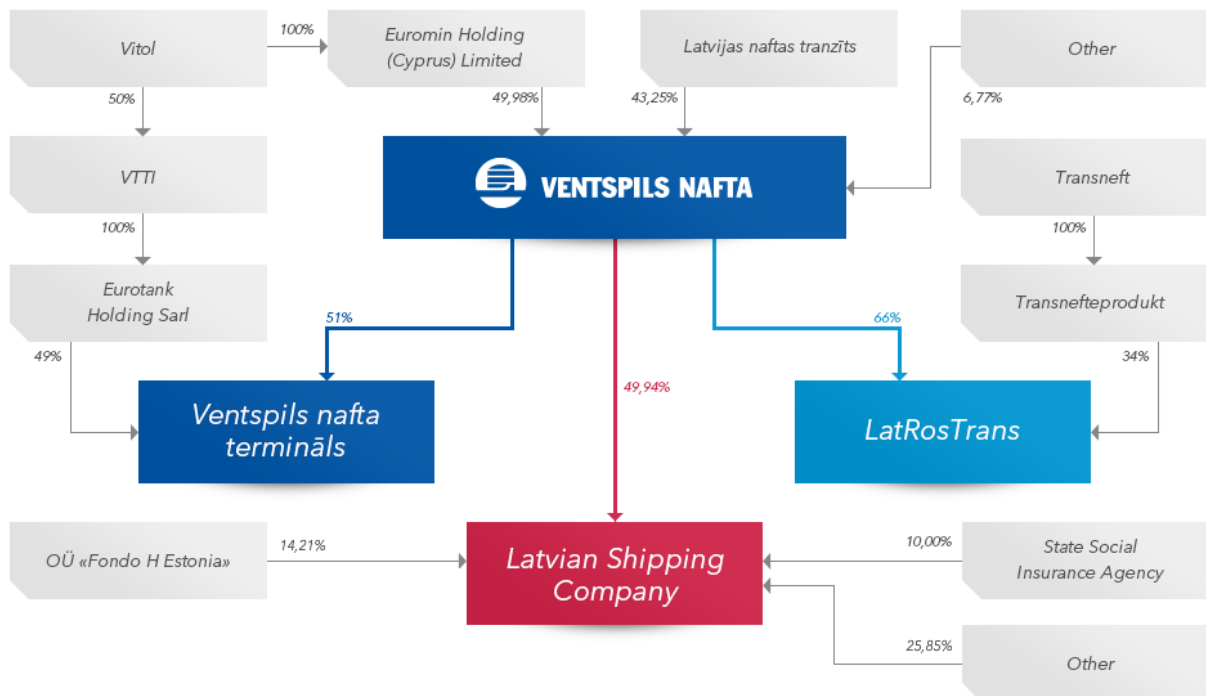 Vitol
100%
Euromin Holding
(Cyprus) Limited
Latvijas naftas tranzīts
Other
50%
49,98%
43,25%
6,77%
VTTI
VENTSPILS NAFTA
Transneft
100%
100%
Eurotank
Holding Sarl
Transnefteprodukt
51%
66%
49%
34%
49,94%
Ventspils nafta
termināls
LatRosTrans
OÜ «Fondo H Estonia»
14,21%
Latvian Shipping
Company
10,00%
State Social
Insurance Agency
25,85%
Other